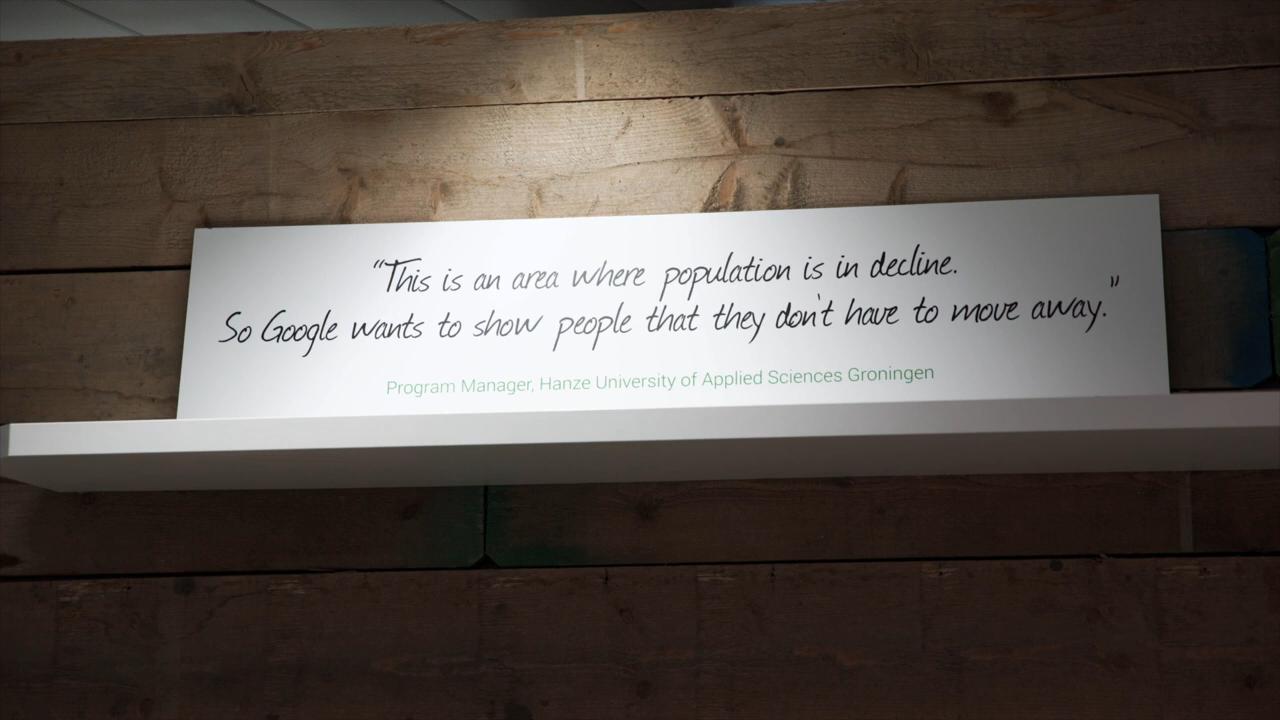 “This is an area where population is in decline.
So Google wants to show people that they don't have to move away.”
Program Manager, Hanze University of Applied Sciences Groningen